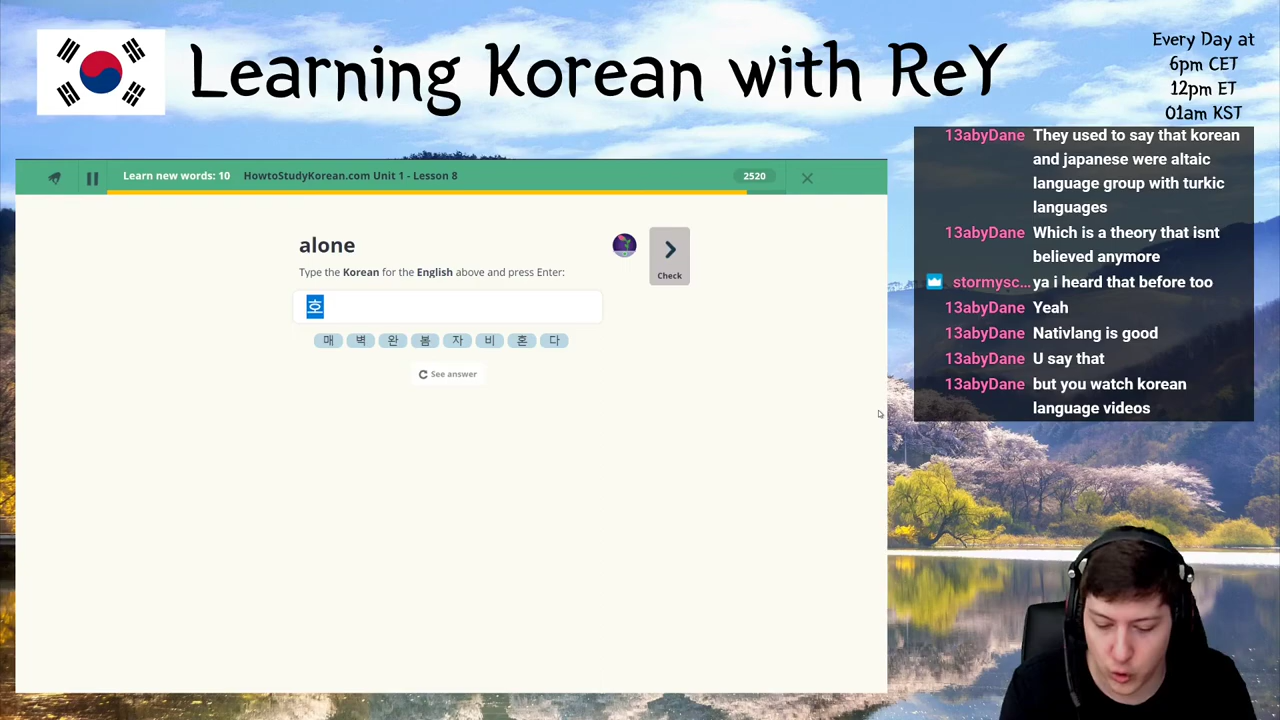 Learning Korean with ReY
Every Day at
6pm CET
12pm ET
01am KST
Learn new words: 10 HowtoStudyKorean.com Unit 1 - Lesson 8 2520
alone
Type the Korean for the English above and press Enter:
Check
호
매 벽 완 봄 자 비 혼 다
See answer
13abyDane They used to say that korean
and japanese were altaic
language group with turkic
languages
13abyDane Which is a theory that isnt
believed anymore
stormysc... ya i heard that before too
13abyDane Yeah
13abyDane Nativlang is good
13abyDane U say that
13abyDane but you watch korean
language videos